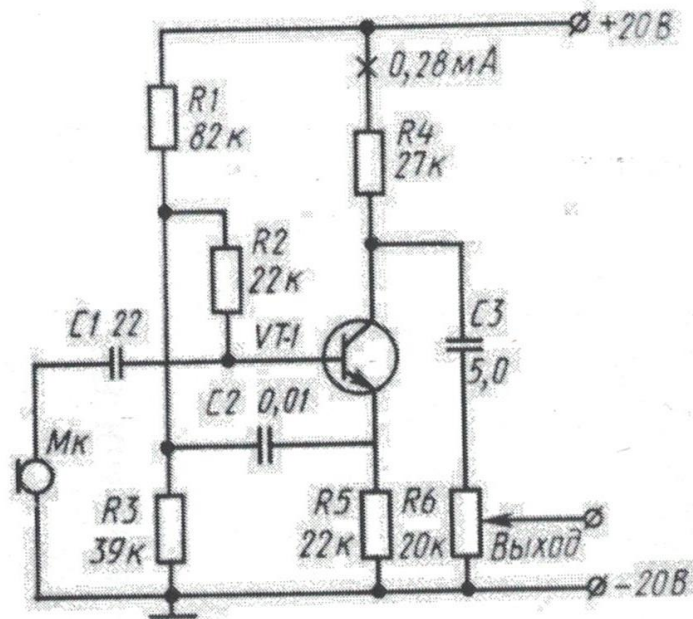 +20В
0,28мА
R1
82к
R4
27к
R2
22к
C1 22
VT-1
C3
5,0
C2 0,01
Мк
R3
39к
R5
22к
R6
20к
Выход
-20В